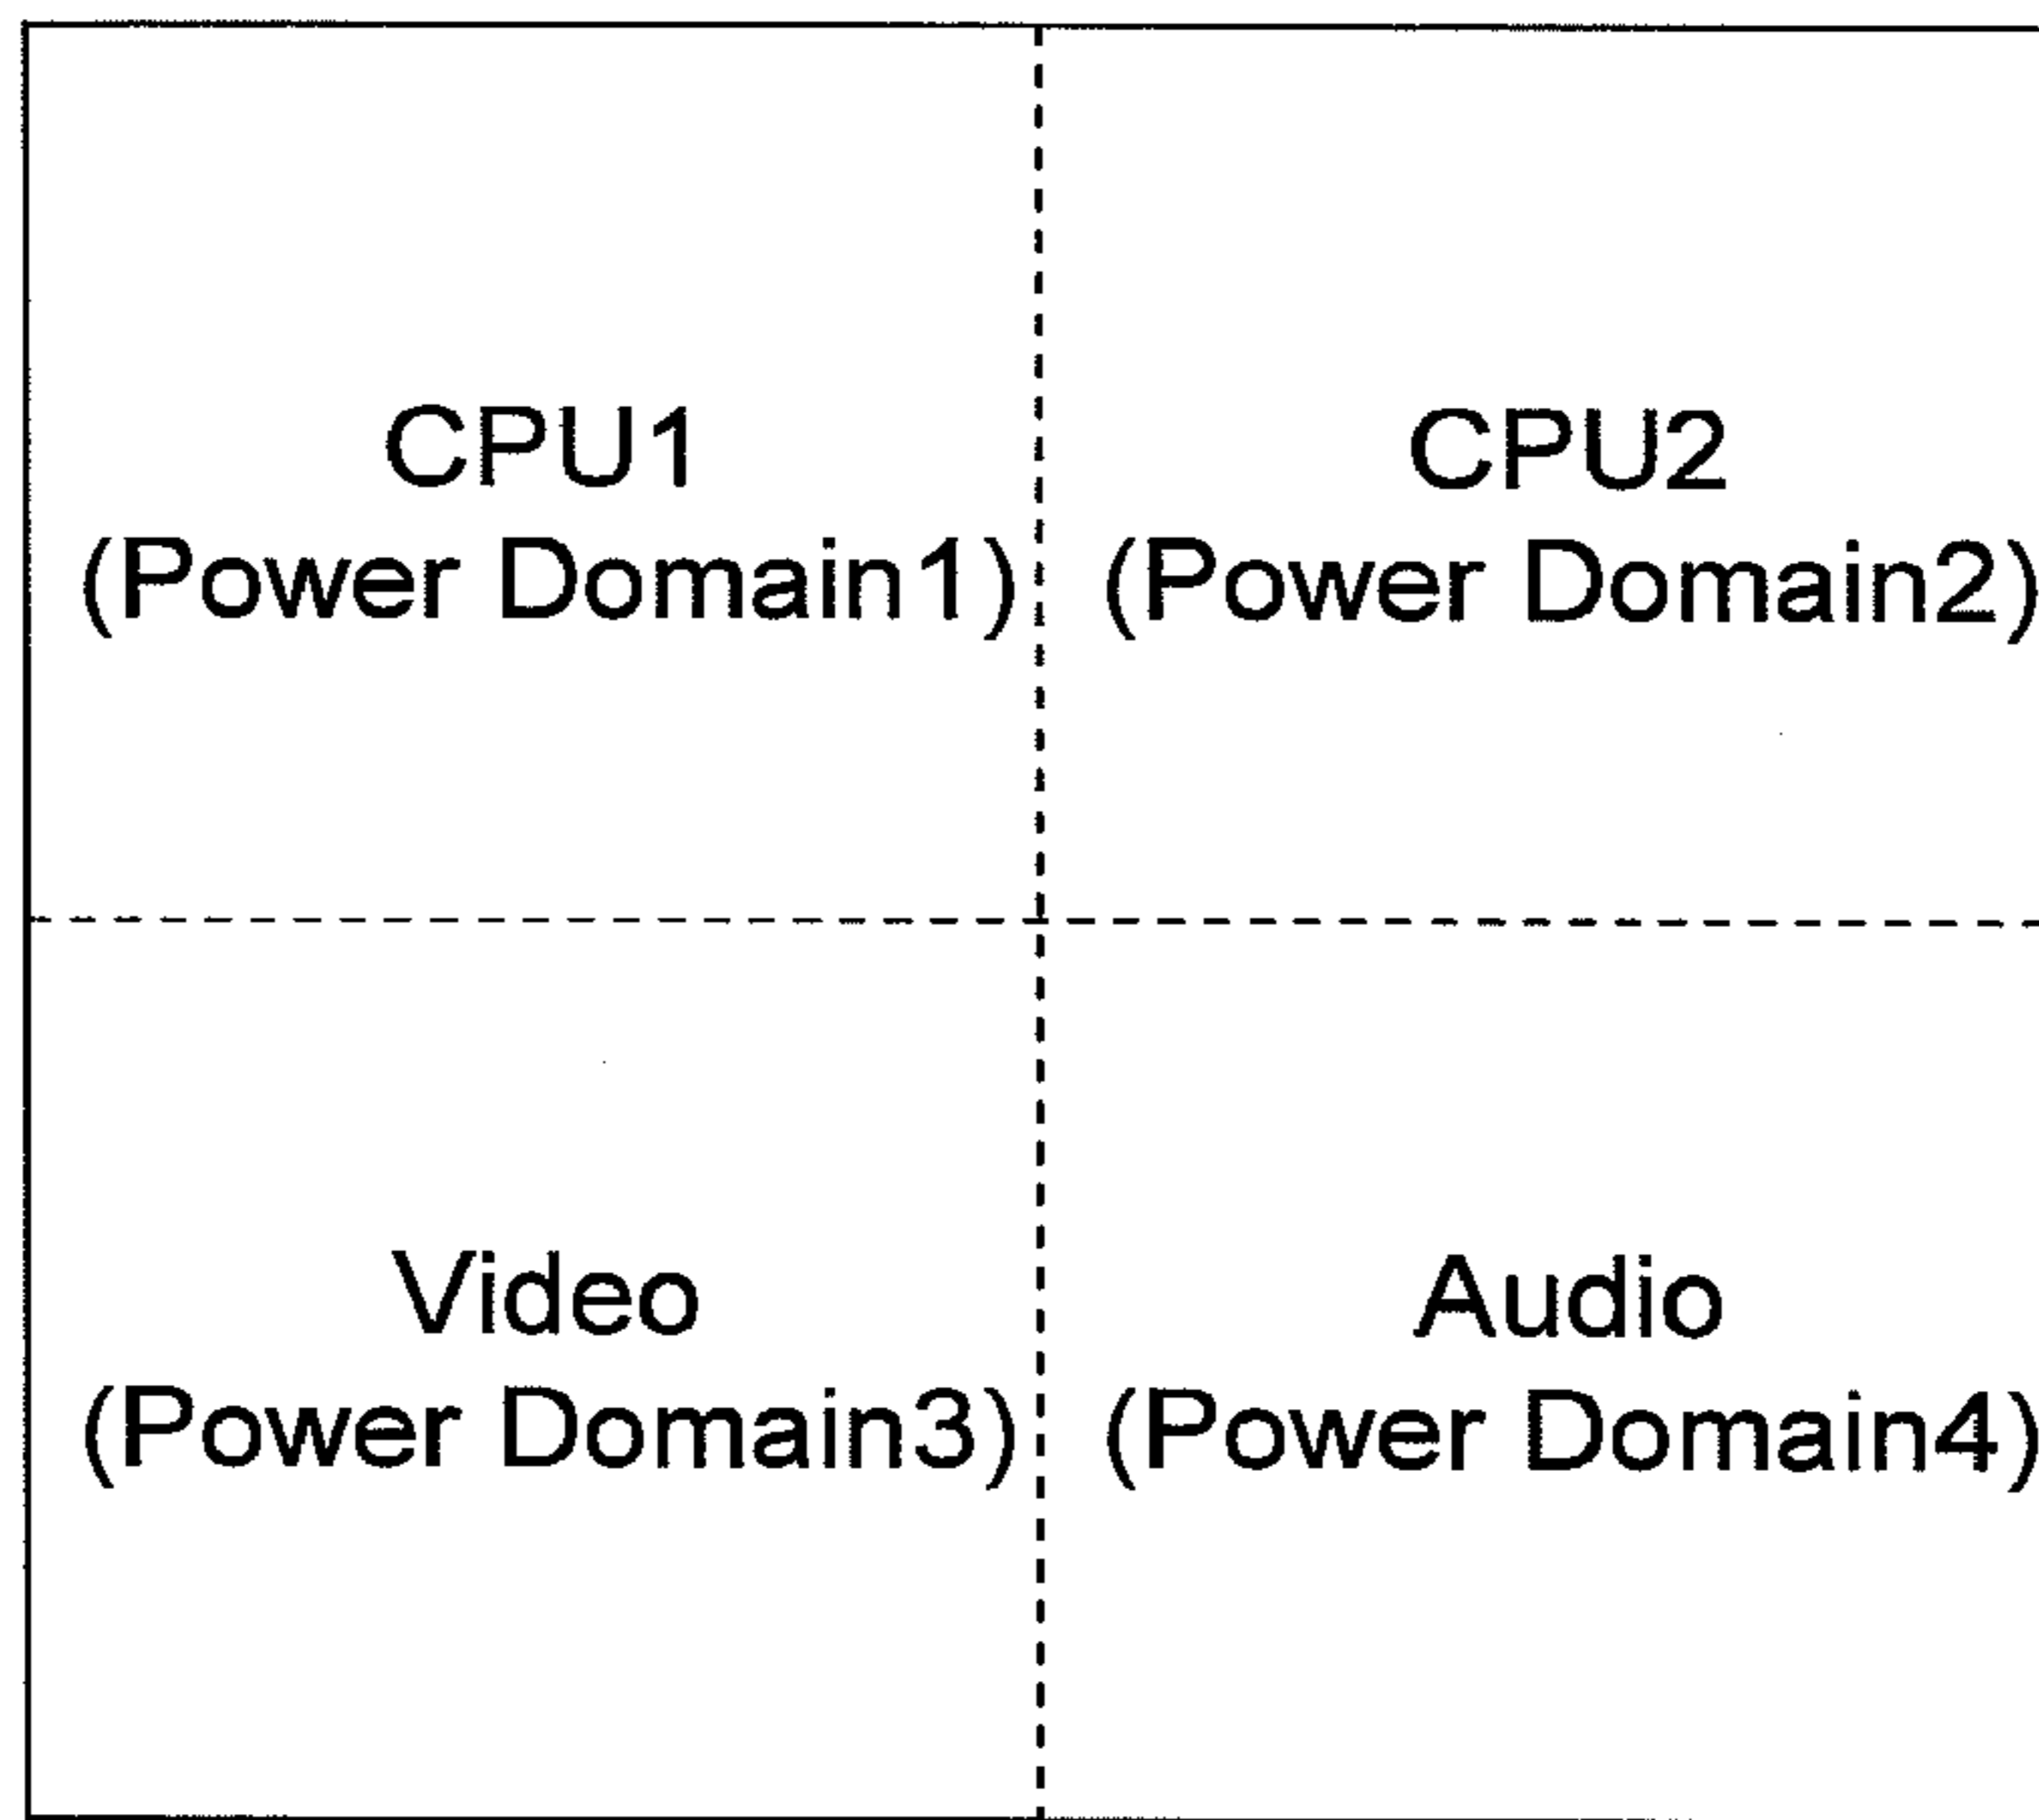 CPU1
(Power Domain1)
CPU2
(Power Domain2)
Video
(Power Domain3)
Audio
(Power Domain4)